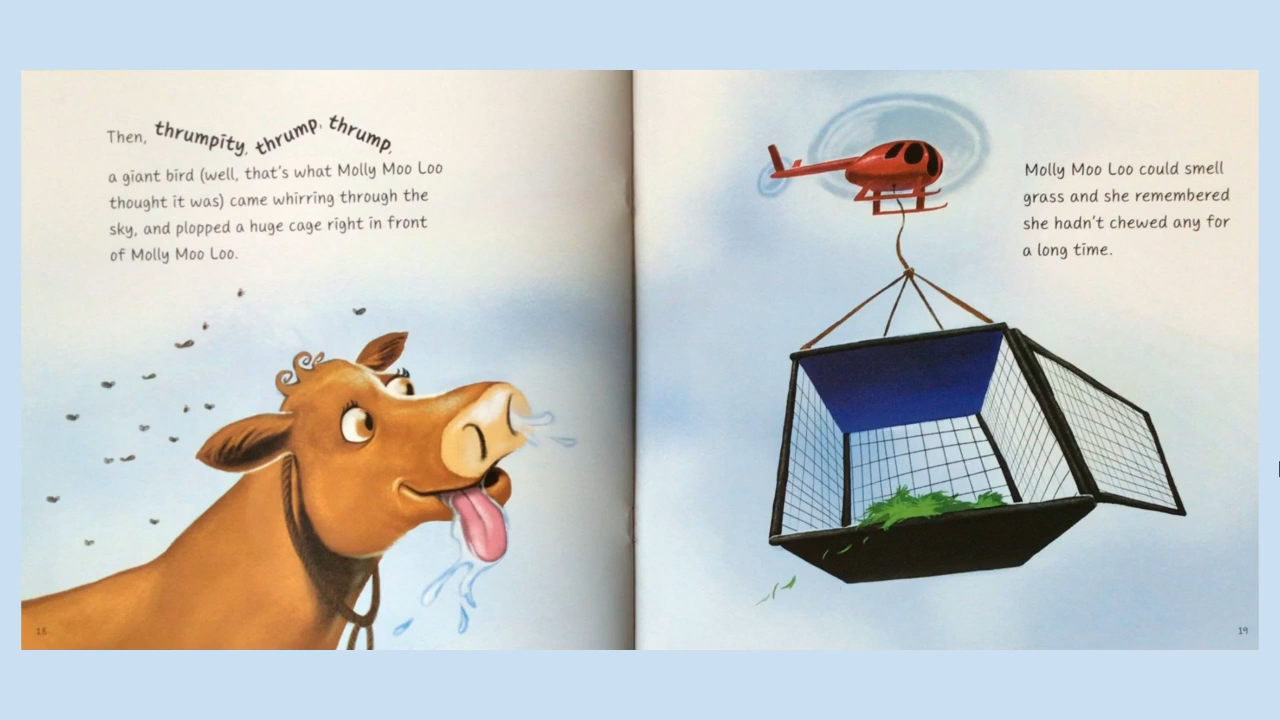 Then, thrumpity, thrump, thrump,
a giant bird (well, that's what Molly Moo Loo
thought it was) came whirring through the
sky, and plopped a huge cage right in front
of Molly Moo Loo.
18
Molly Moo Loo could smell
grass and she remembered
she hadn't chewed any for
a long time.
19